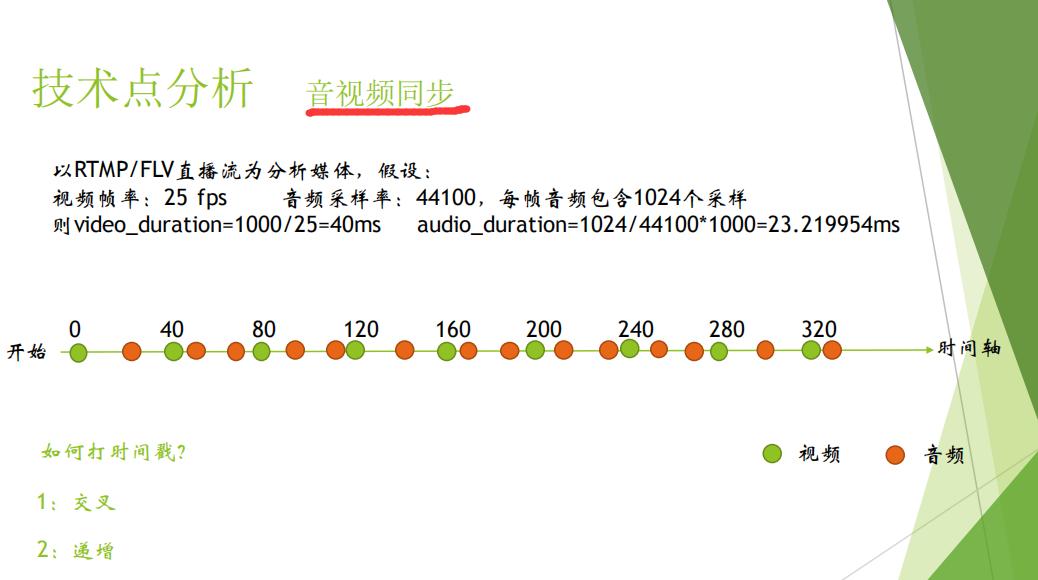 技术点分析 音视频同步
以RTMP/FLV直播流为分析媒体，假设：
视频帧率：25 fps 音频采样率：44100，每帧音频包含1024个采样
则video_duration=1000/25=40ms audio_duration=1024/44100*1000=23.219954ms
0 40 80 120 160 200 240 280 320
开始 时间轴
如何打时间戳？
视频 音频
1：交叉
2：递增